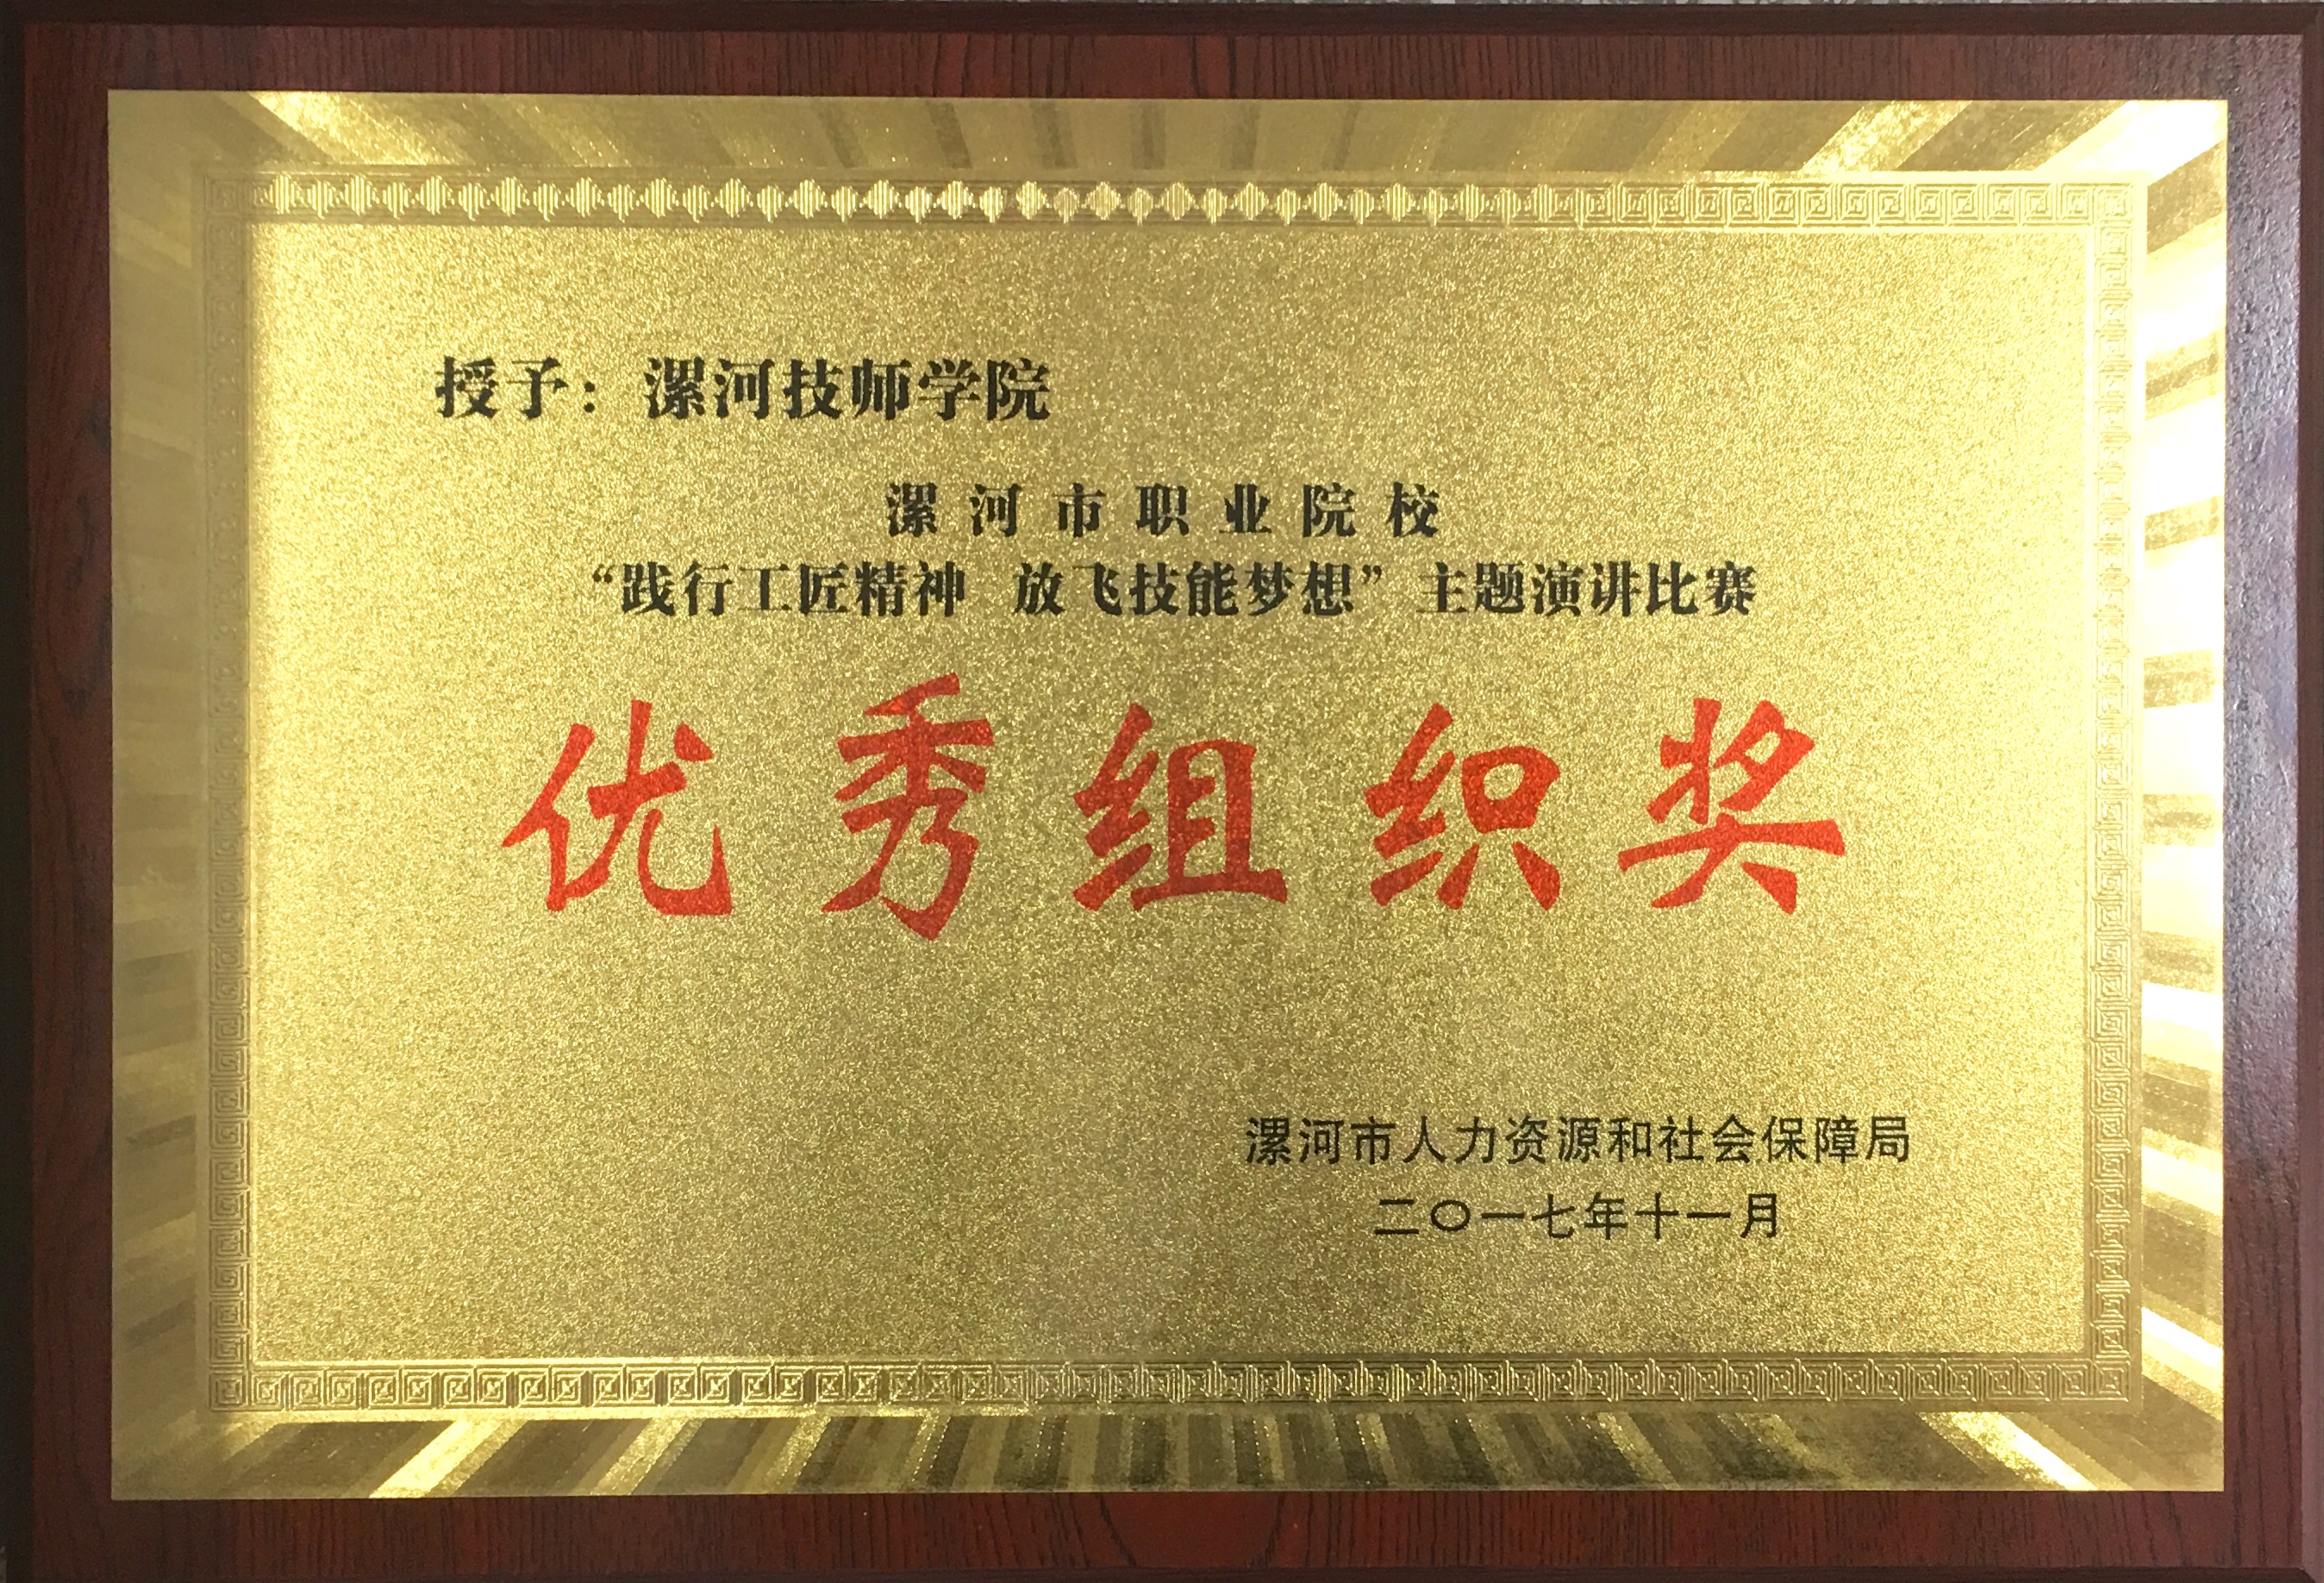 授予：漯河技师学院
漯河市职业院校
“践行工匠精神 放飞技能梦想”主题演讲比赛
优秀组织奖
漯河市人力资源和社会保障局
二〇一七年十一月